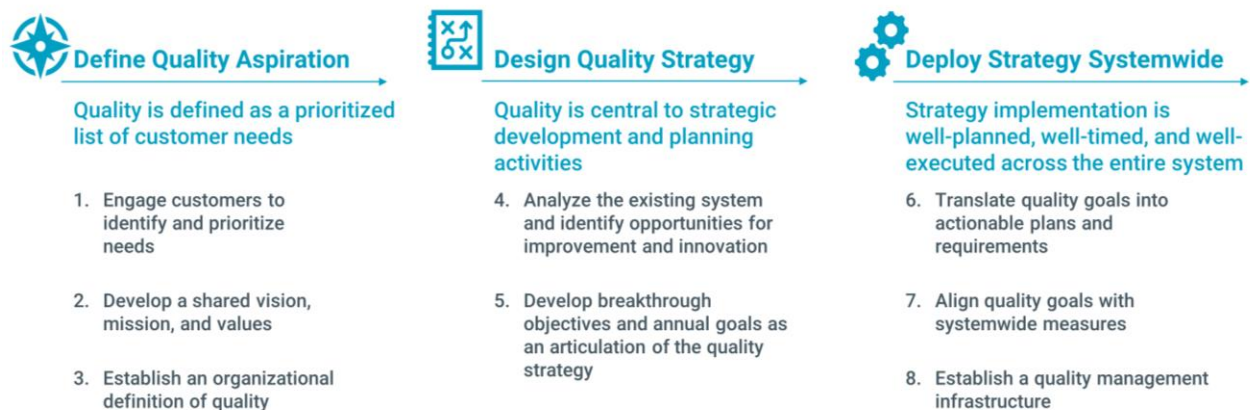 Define Quality Aspiration
Quality is defined as a prioritized
list of customer needs
1. Engage customers to
identify and prioritize
needs
2. Develop a shared vision,
mission, and values
3. Establish an organizational
definition of quality
Design Quality Strategy
Quality is central to strategic
development and planning
activities
4. Analyze the existing system
and identify opportunities for
improvement and innovation
5. Develop breakthrough
objectives and annual goals as
an articulation of the quality
strategy
Deploy Strategy Systemwide
Strategy implementation is
well-planned, well-timed, and well-
executed across the entire system
6. Translate quality goals into
actionable plans and
requirements
7. Align quality goals with
systemwide measures
8. Establish a quality management
infrastructure